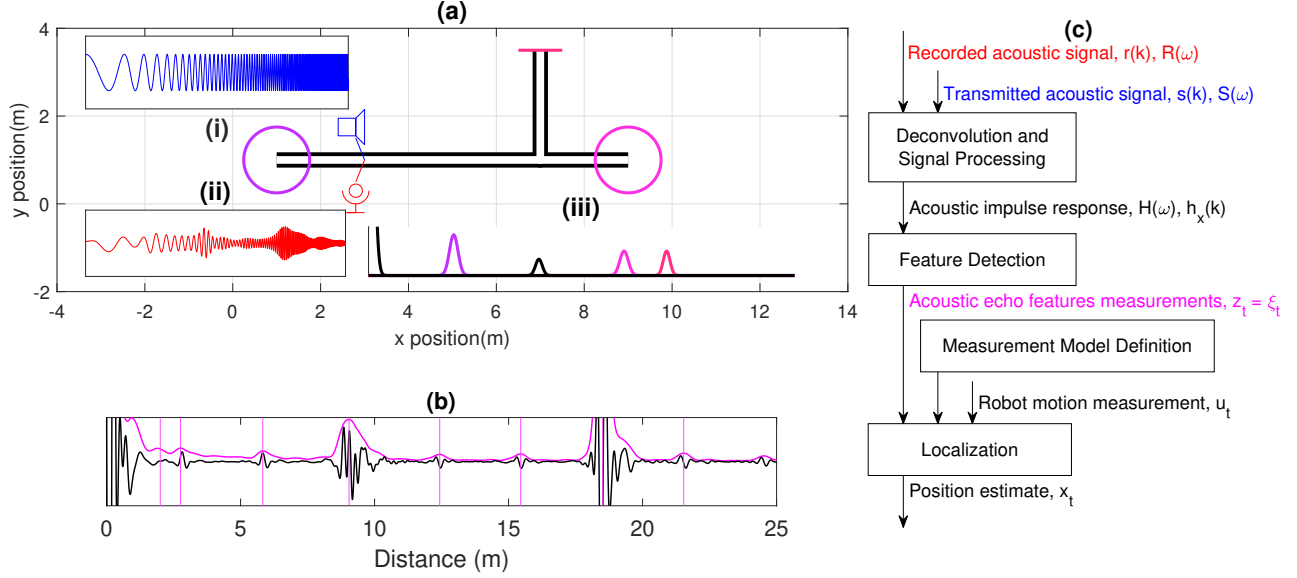 (a)
4
2
0
-2
y position(m)
(i)
(ii)
(iii)
-4
-2
0
2
4
6
8
10
12
14
x position(m)
(b)
0
5
10
15
20
25
Distance (m)
(c)
Recorded acoustic signal, r(k), R(ω)
Transmitted acoustic signal, s(k), S(ω)
Deconvolution and
Signal Processing
Acoustic impulse response, H(ω), h_x(k)
Feature Detection
Acoustic echo features measurements, z_t = ξ_t
Measurement Model Definition
Robot motion measurement, u_t
Localization
Position estimate, x_t